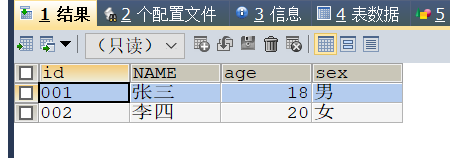 1 结果 2 个配置文件 3 信息 4 表数据 5
（只读）
id NAME age sex
001 张三 18 男
002 李四 20 女